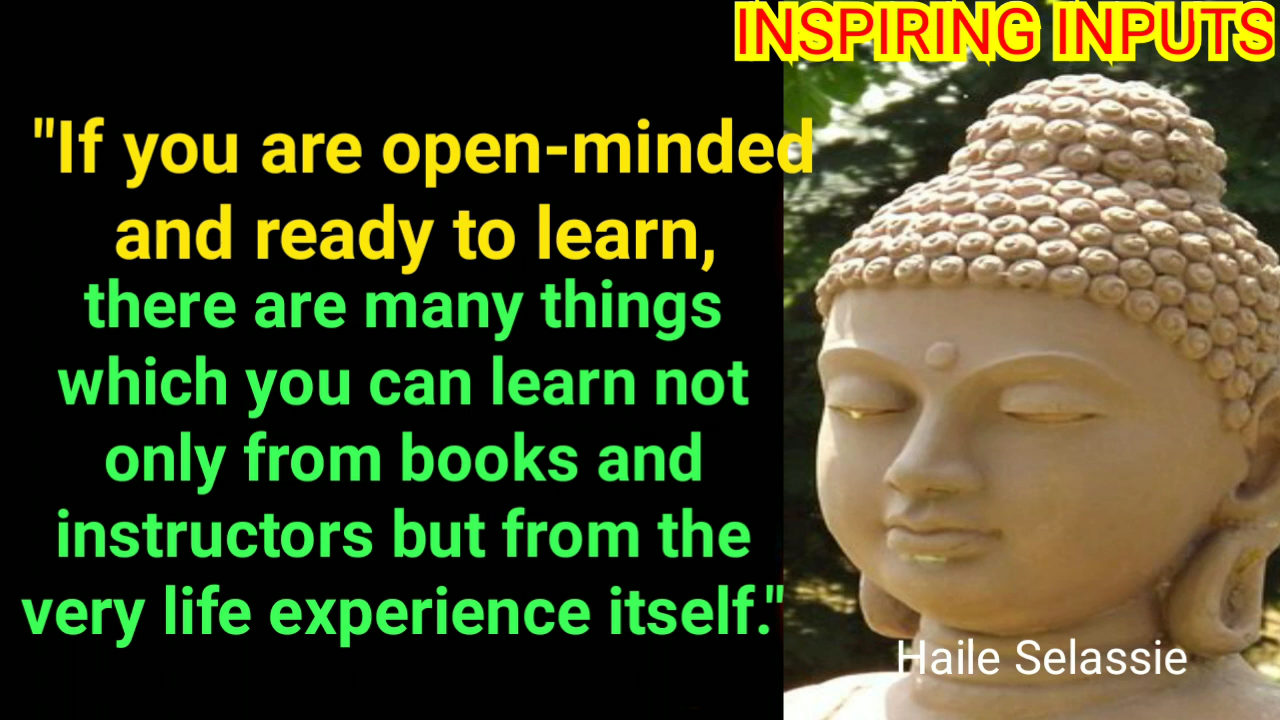 INSPIRING INPUTS
"If you are open-minded
and ready to learn,
there are many things
which you can learn not
only from books and
instructors but from the
very life experience itself."
Haile Selassie